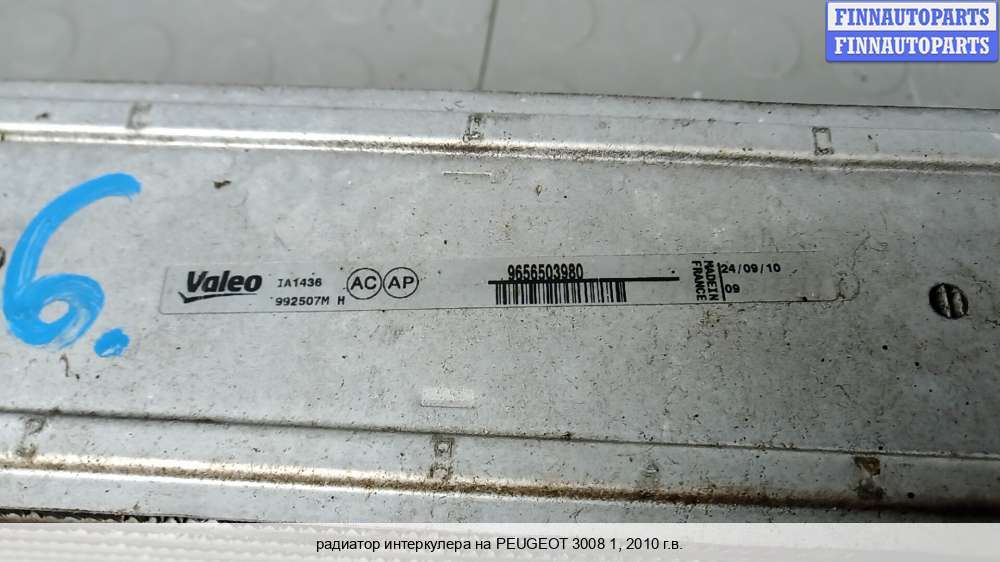 FINNAUTOPARTS
FINNAUTOPARTS
6.
Valeo IA1436 AC AP
992507M H
9656503980
MADE IN
FRANCE
24/09/10
09
радиатор интеркулера на PEUGEOT 3008 1, 2010 г.в.